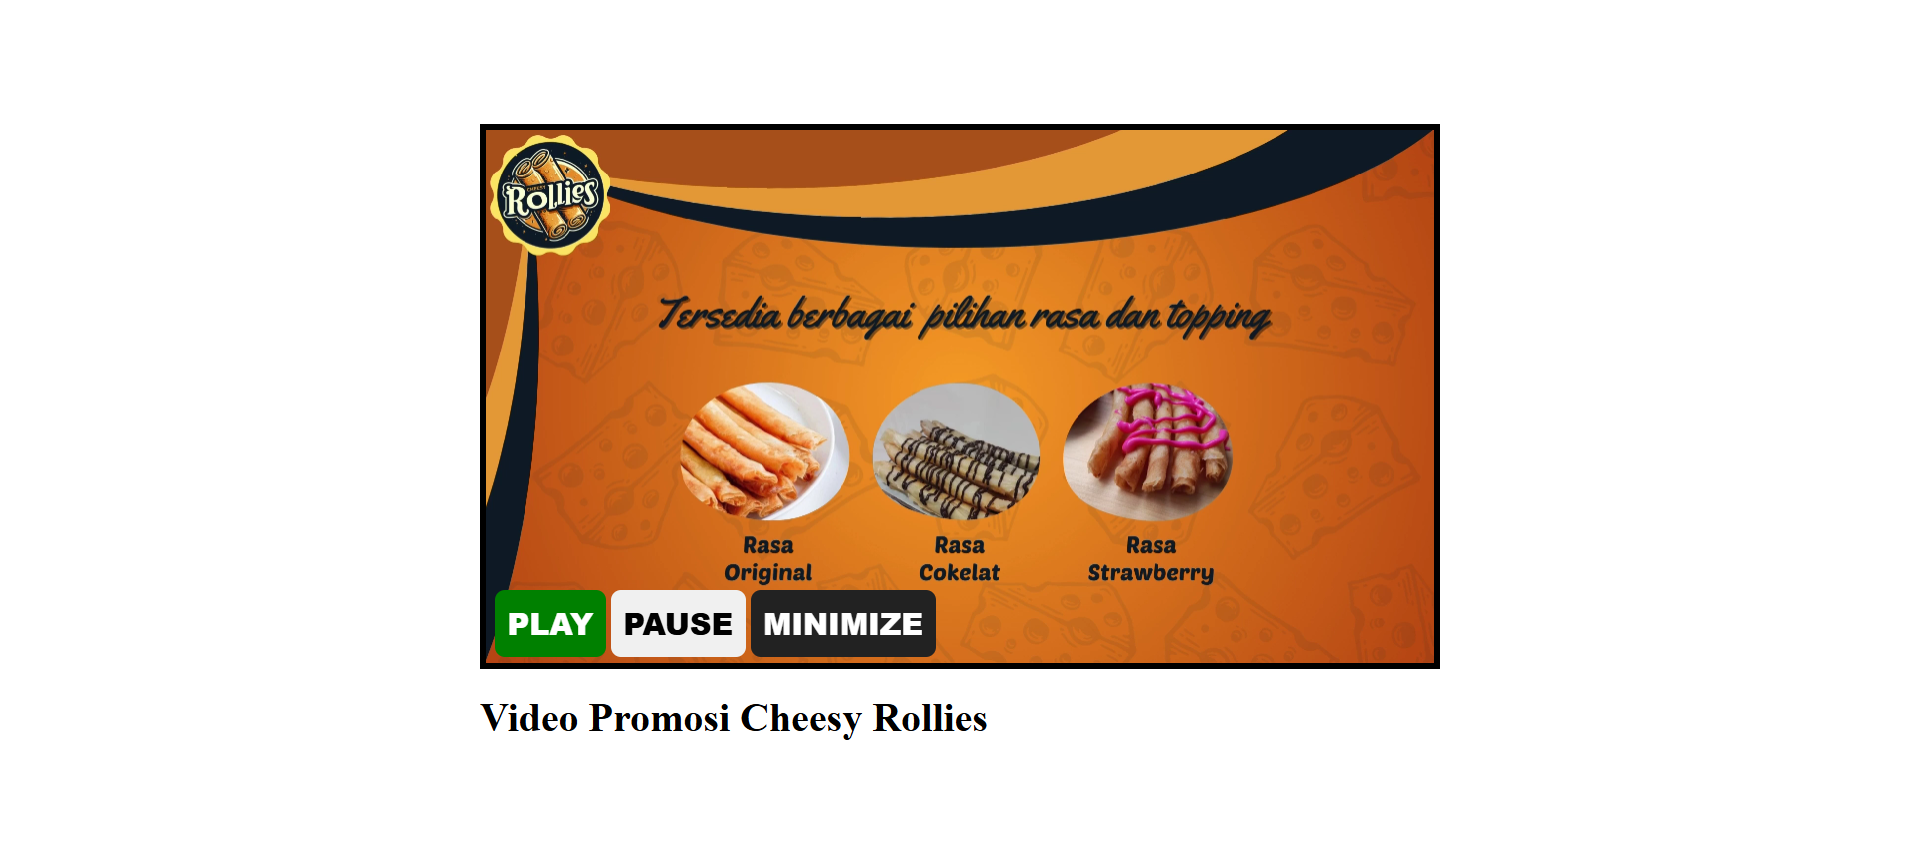 CHEESY
Rollies
Tersedia berbagai pilihan rasa dan topping
Rasa
Original
Rasa
Cokelat
Rasa
Strawberry
PLAY
PAUSE
MINIMIZE
Video Promosi Cheesy Rollies